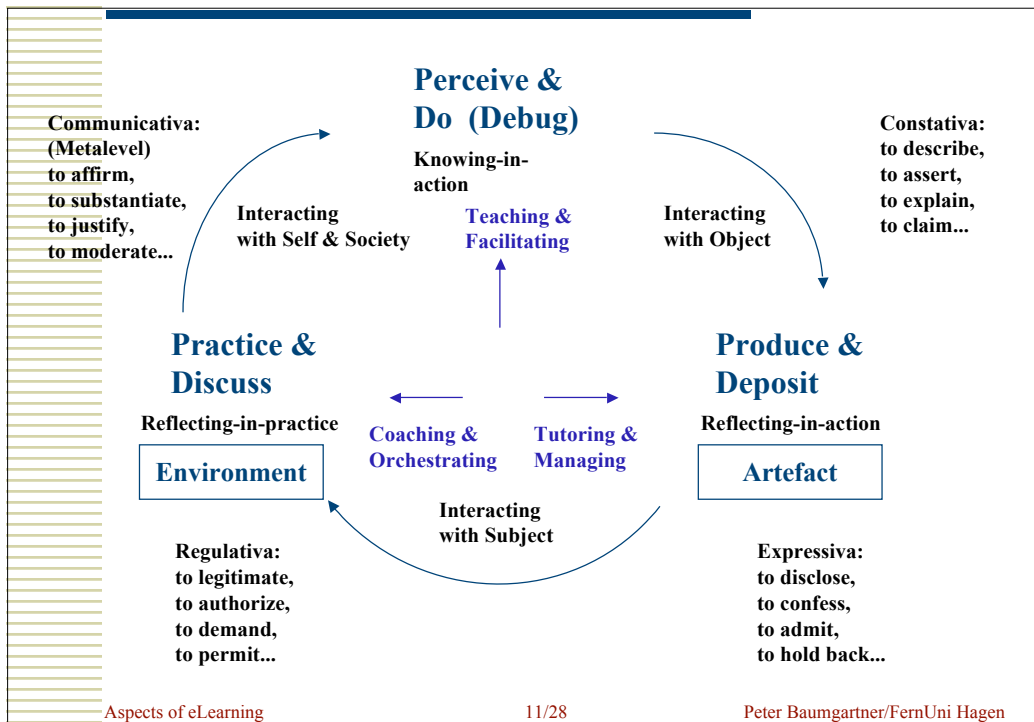 Perceive &
Do (Debug)
Knowing-in-
action
Teaching &
Facilitating
Communicativa:
(Metalevel)
to affirm,
to substantiate,
to justify,
to moderate...
Interacting
with Self & Society
Interacting
with Object
Constativa:
to describe,
to assert,
to explain,
to claim...
Practice &
Discuss
Reflecting-in-practice
Environment
Coaching &
Orchestrating
Tutoring &
Managing
Produce &
Deposit
Reflecting-in-action
Artefact
Interacting
with Subject
Regulativa:
to legitimate,
to authorize,
to demand,
to permit...
Expressiva:
to disclose,
to confess,
to admit,
to hold back...
Aspects of eLearning
11/28
Peter Baumgartner/FernUni Hagen